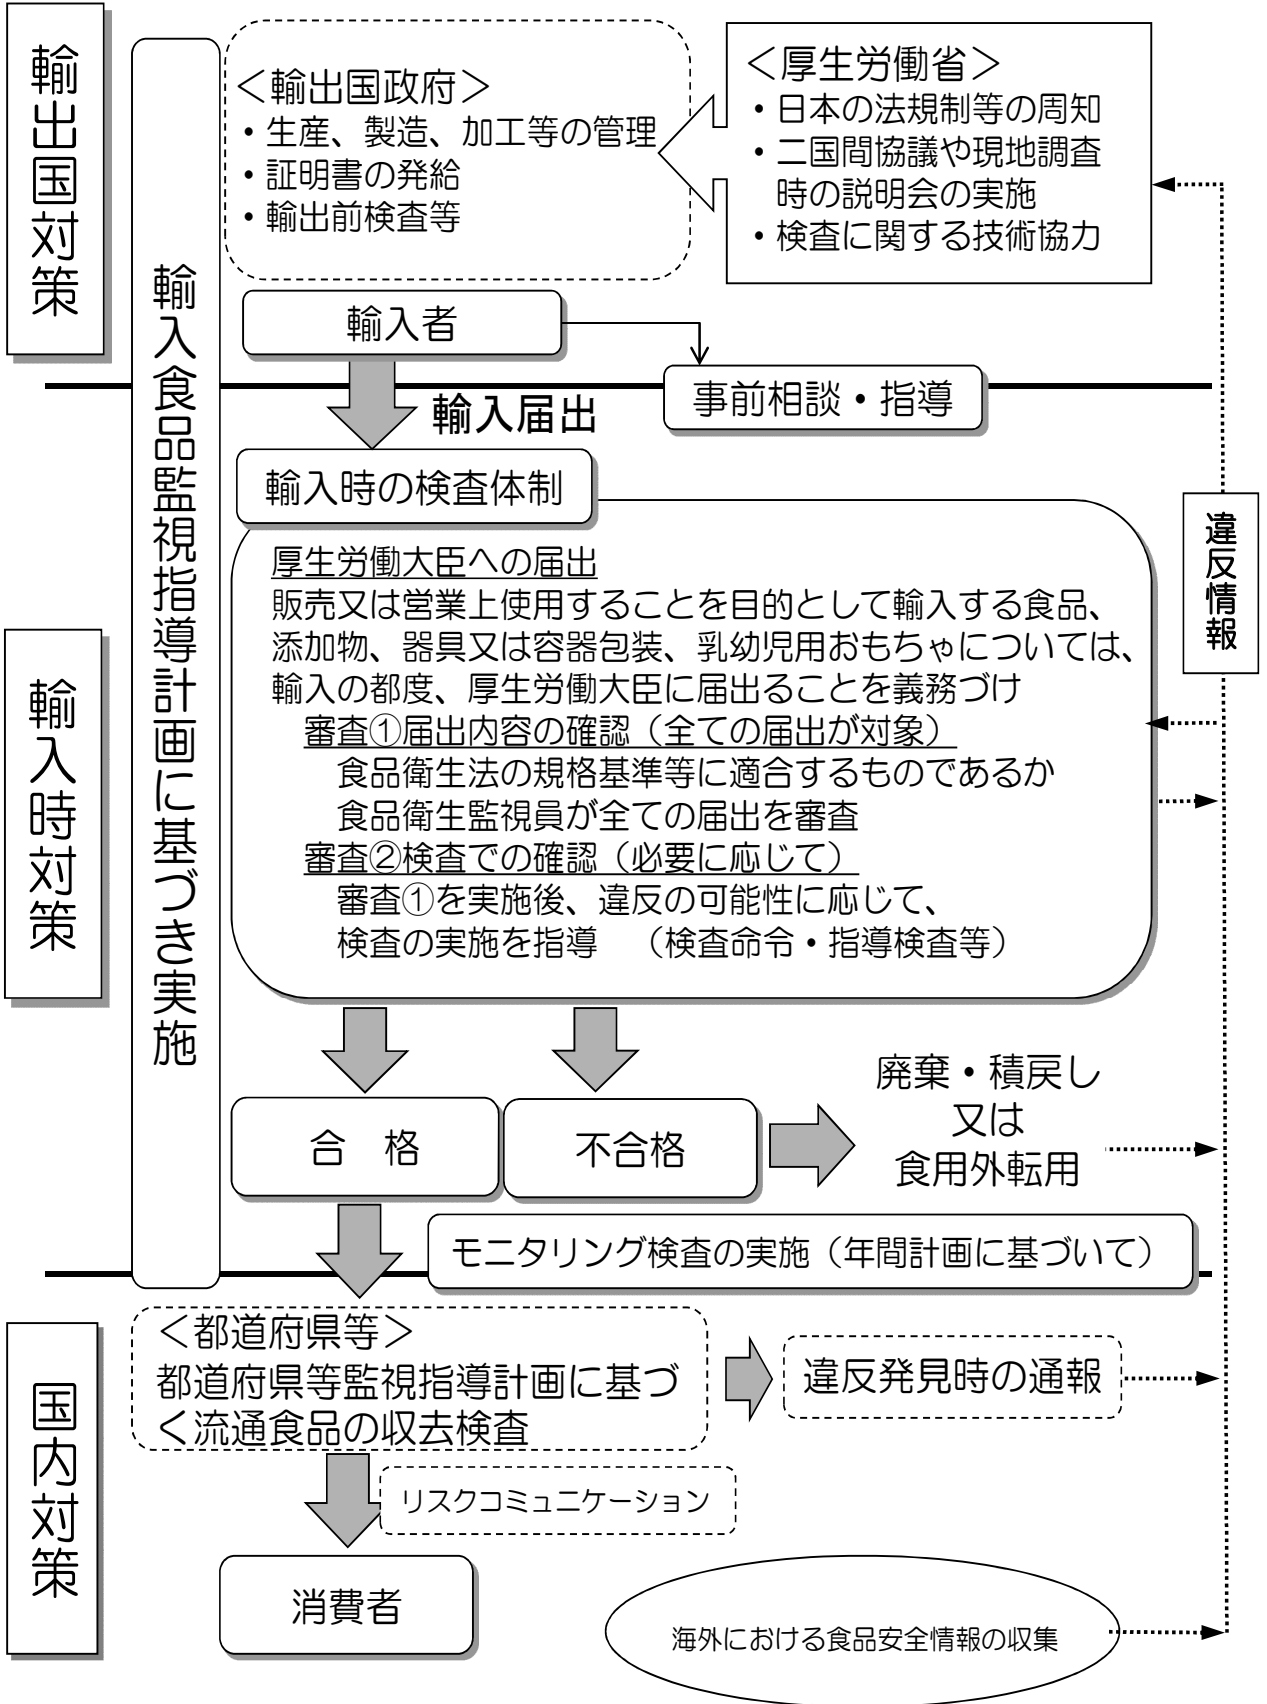 輸出国対策
輸入食品監視指導計画に基づき実施
＜輸出国政府＞
・生産、製造、加工等の管理
・証明書の発給
・輸出前検査等
＜厚生労働省＞
・日本の法規制等の周知
・二国間協議や現地調査
時の説明会の実施
・検査に関する技術協力
輸入者
事前相談・指導
輸入届出
輸入時対策
輸入時の検査体制
厚生労働大臣への届出
販売又は営業上使用することを目的として輸入する食品、
添加物、器具又は容器包装、乳幼児用おもちゃについては、
輸入の都度、厚生労働大臣に届出ることを義務づけ
審査①届出内容の確認（全ての届出が対象）
食品衛生法の規格基準等に適合するものであるか
食品衛生監視員が全ての届出を審査
審査②検査での確認（必要に応じて）
審査①を実施後、違反の可能性に応じて、
検査の実施を指導　（検査命令・指導検査等）
違反情報
合　格
不合格
廃棄・積戻し
又は
食用外転用
モニタリング検査の実施（年間計画に基づいて）
国内対策
＜都道府県等＞
都道府県等監視指導計画に基づ
く流通食品の収去検査
違反発見時の通報
リスクコミュニケーション
消費者
海外における食品安全情報の収集